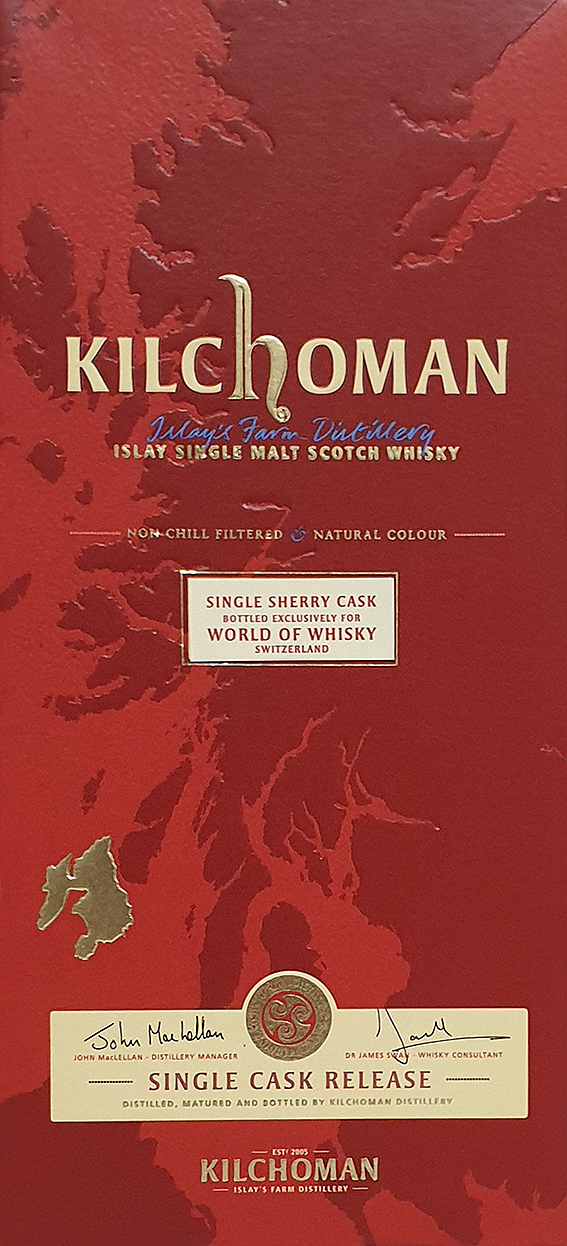 KILCHOMAN
Islay's Farm Distillery
ISLAY SINGLE MALT SCOTCH WHISKY
NON CHILL FILTERED & NATURAL COLOUR
SINGLE SHERRY CASK
BOTTLED EXCLUSIVELY FOR
WORLD OF WHISKY
SWITZERLAND
John MacLellan
JOHN MacLELLAN - DISTILLERY MANAGER
DR JAMES SWAN - WHISKY CONSULTANT
SINGLE CASK RELEASE
DISTILLED, MATURED AND BOTTLED BY KILCHOMAN DISTILLERY
ESTD 2005
KILCHOMAN
ISLAY'S FARM DISTILLERY